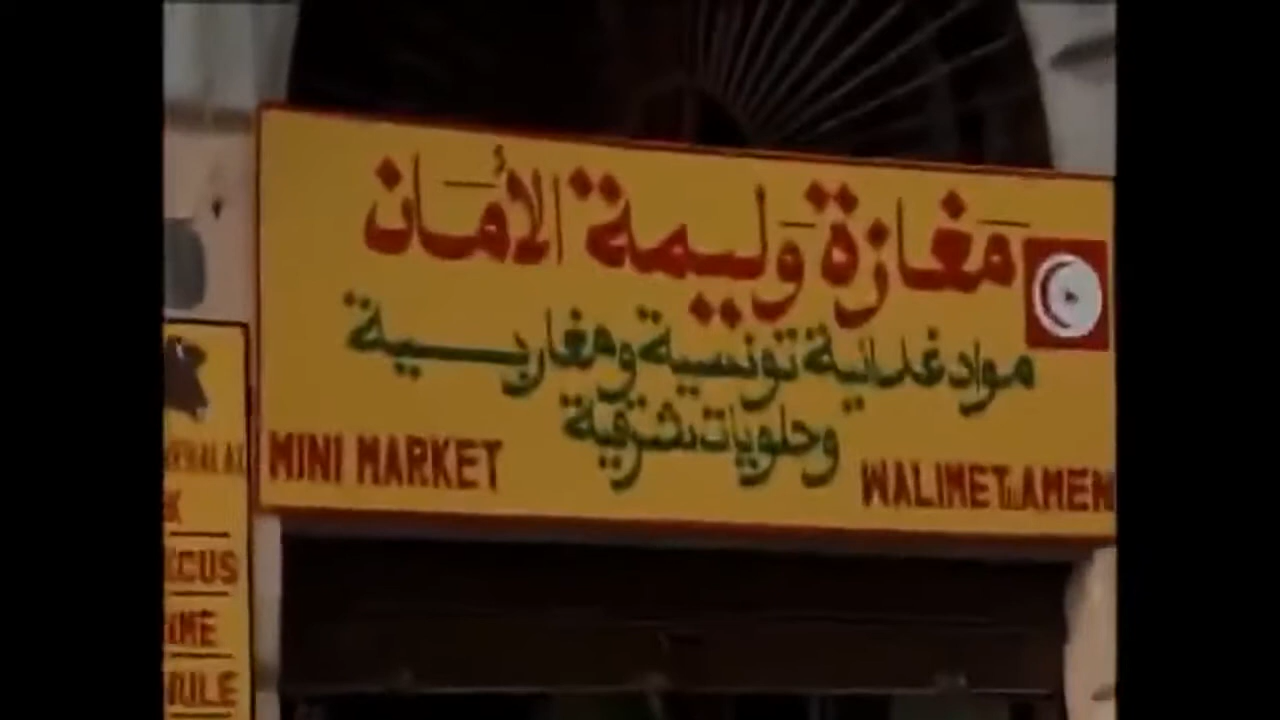 مغازة وليمة الأمان
مواد غذائية تونسية ومغاربية
وحلويات شرقية
MINI MARKET
WALIMET
AMEN